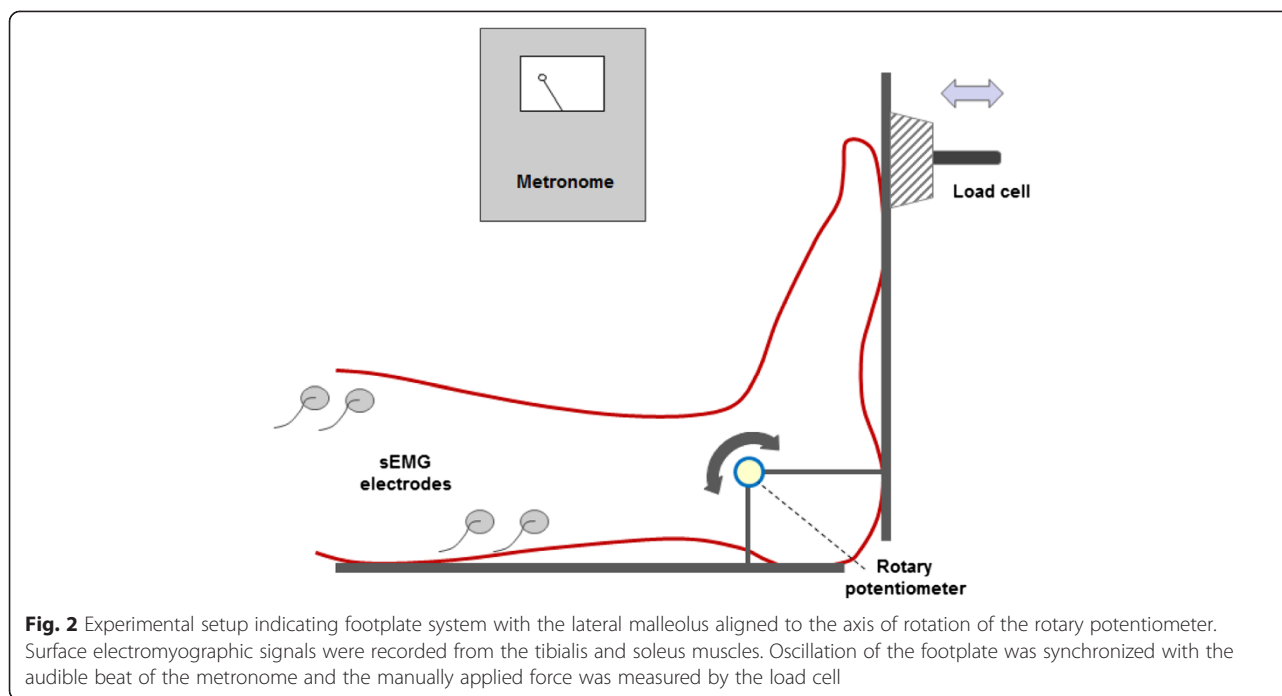 Metronome
Load cell
sEMG
electrodes
Rotary
potentiometer
Fig. 2 Experimental setup indicating footplate system with the lateral malleolus aligned to the axis of rotation of the rotary potentiometer.
Surface electromyographic signals were recorded from the tibialis and soleus muscles. Oscillation of the footplate was synchronized with the
audible beat of the metronome and the manually applied force was measured by the load cell